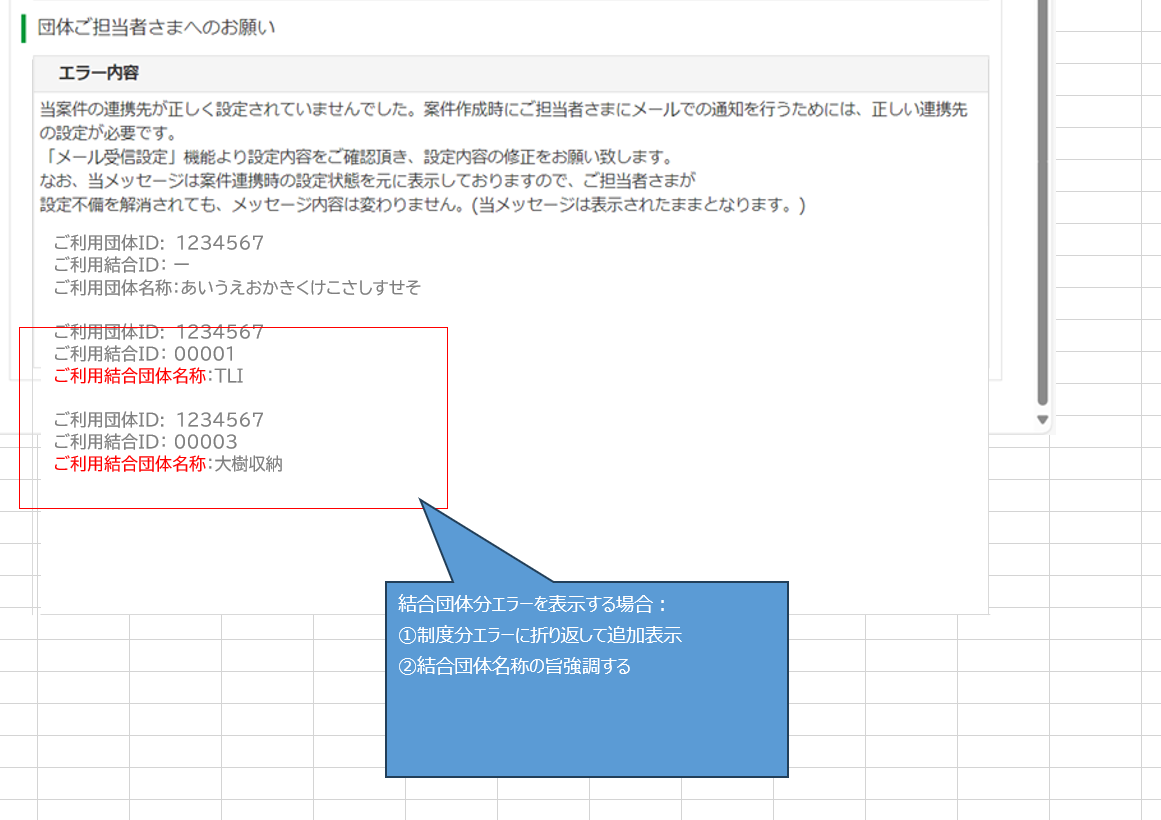 団体ご担当者さまへのお願い
エラー内容
当案件の連携先が正しく設定されていませんでした。案件作成時にご担当者さまにメールでの通知を行うためには、正しい連携先
の設定が必要です。
「メール受信設定」機能より設定内容をご確認頂き、設定内容の修正をお願い致します。
なお、当メッセージは案件連携時の設定状態を元に表示しておりますので、ご担当者さまが
設定不備を解消されても、メッセージ内容は変わりません。(当メッセージは表示されたままとなります。)
ご利用団体ID: 1234567
ご利用結合ID: ー
ご利用団体名称:あいうえおかきくけこさしすせそ
ご利用団体ID: 1234567
ご利用結合ID: 00001
ご利用結合団体名称:TLI
ご利用団体ID: 1234567
ご利用結合ID: 00003
ご利用結合団体名称:大樹収納
結合団体分エラーを表示する場合：
①制度分エラーに折り返して追加表示
②結合団体名称の旨強調する